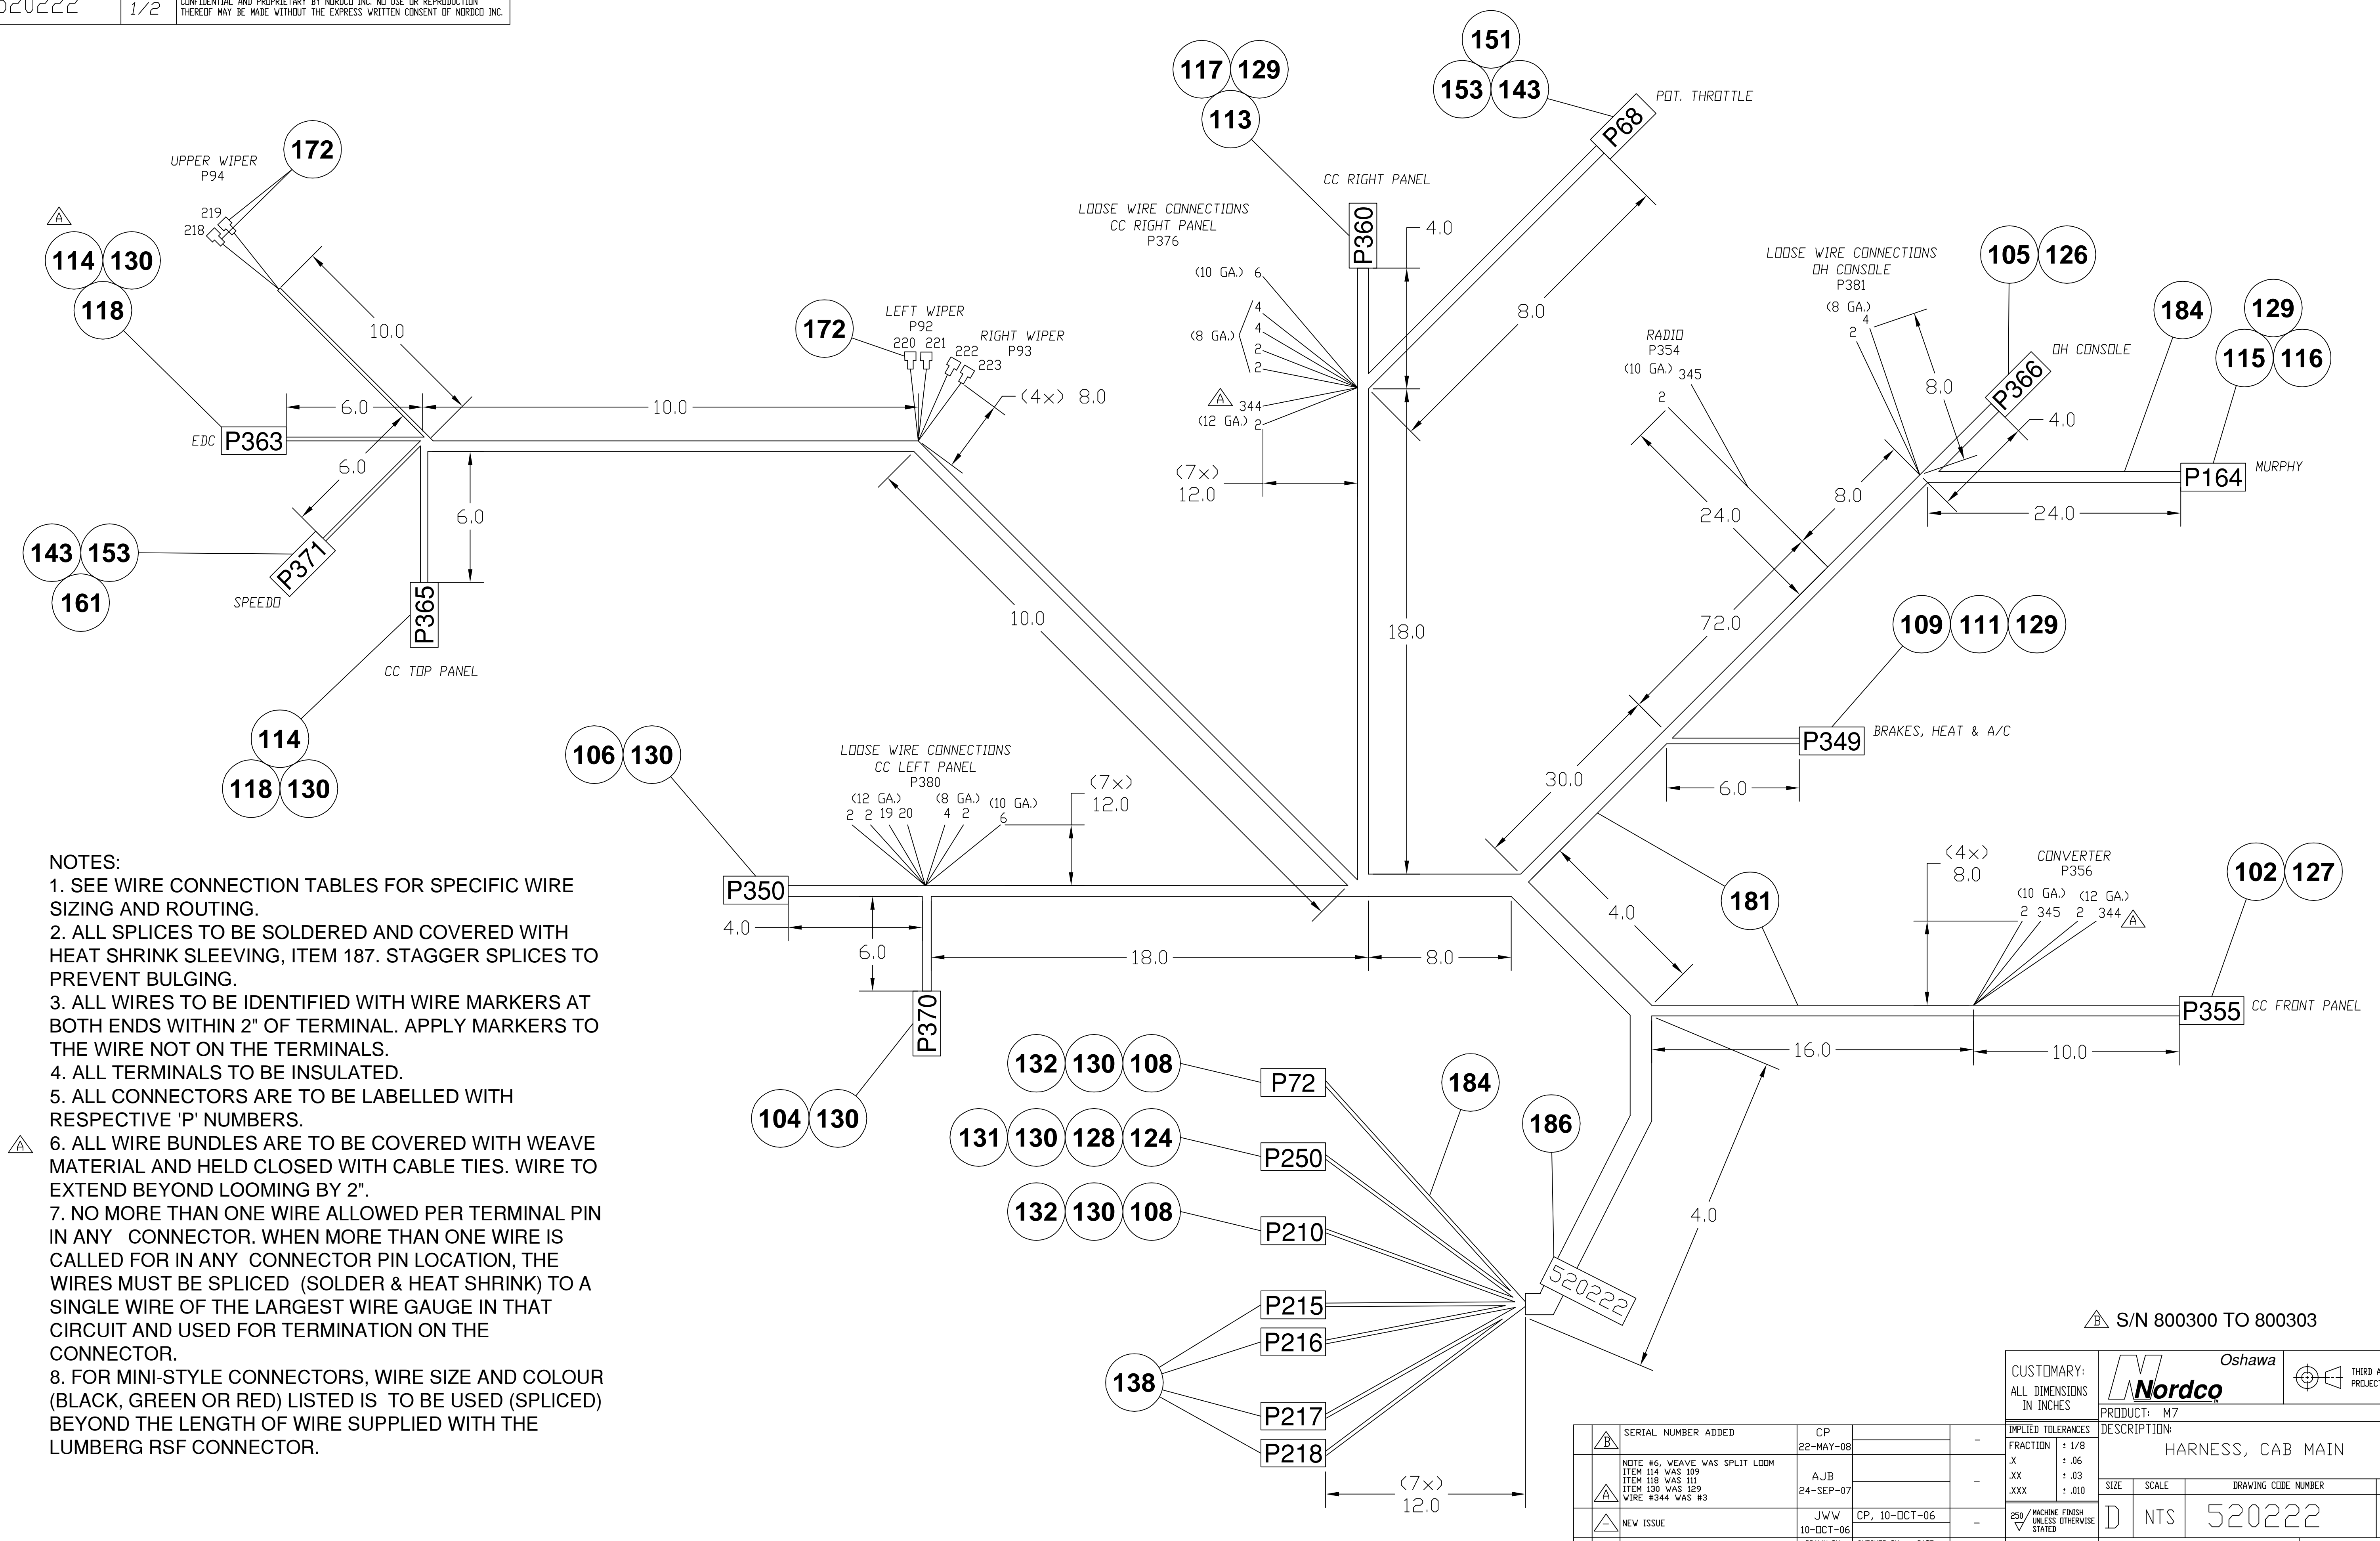 520222
1/2
CONFIDENTIAL AND PROPRIETARY BY NORDCO INC. NO USE OR REPRODUCTION
THEREOF MAY BE MADE WITHOUT THE EXPRESS WRITTEN CONSENT OF NORDCO INC.
151
153 143
P68
POT. THROTTLE
117 129
113
CC RIGHT PANEL
P360
4.0
8.0
LOOSE WIRE CONNECTIONS
CC RIGHT PANEL
P376
(10 GA.) 6
4
4
(8 GA.)
2
2
A 344
(12 GA.) 2
(7x)
12.0
18.0
UPPER WIPER
P94
172
219
218
A
114 130
118
10.0
6.0
10.0
EDC P363
6.0
6.0
143 153
161
P371
SPEEDO
P365
CC TOP PANEL
114
118 130
172
LEFT WIPER
P92
220 221
RIGHT WIPER
P93
222
223
(4x) 8.0
10.0
LOOSE WIRE CONNECTIONS
OH CONSOLE
P381
(8 GA.)
4
2
105 126
P366
OH CONSOLE
8.0
4.0
184
129
115 116
P164
MURPHY
24.0
RADIO
P354
(10 GA.) 345
2
24.0
8.0
72.0
30.0
109 111 129
P349
BRAKES, HEAT & A/C
6.0
106 130
LOOSE WIRE CONNECTIONS
CC LEFT PANEL
P380
(12 GA.) (8 GA.) (10 GA.)
2 2 19 20 4 2 6
(7x)
12.0
P350
4.0
6.0
18.0
8.0
P370
104 130
181
4.0
(4x)
8.0
CONVERTER
P356
(10 GA.) (12 GA.)
2 345 2 344 A
102 127
P355
CC FRONT PANEL
16.0
10.0
132 130 108
P72
131 130 128 124
P250
132 130 108
P210
P215
P216
138
P217
P218
184
186
520222
4.0
(7x)
12.0
NOTES:
1. SEE WIRE CONNECTION TABLES FOR SPECIFIC WIRE
SIZING AND ROUTING.
2. ALL SPLICES TO BE SOLDERED AND COVERED WITH
HEAT SHRINK SLEEVING, ITEM 187. STAGGER SPLICES TO
PREVENT BULGING.
3. ALL WIRES TO BE IDENTIFIED WITH WIRE MARKERS AT
BOTH ENDS WITHIN 2" OF TERMINAL. APPLY MARKERS TO
THE WIRE NOT ON THE TERMINALS.
4. ALL TERMINALS TO BE INSULATED.
5. ALL CONNECTORS ARE TO BE LABELLED WITH
RESPECTIVE 'P' NUMBERS.
A 6. ALL WIRE BUNDLES ARE TO BE COVERED WITH WEAVE
MATERIAL AND HELD CLOSED WITH CABLE TIES. WIRE TO
EXTEND BEYOND LOOMING BY 2".
7. NO MORE THAN ONE WIRE ALLOWED PER TERMINAL PIN
IN ANY CONNECTOR. WHEN MORE THAN ONE WIRE IS
CALLED FOR IN ANY CONNECTOR PIN LOCATION, THE
WIRES MUST BE SPLICED (SOLDER & HEAT SHRINK) TO A
SINGLE WIRE OF THE LARGEST WIRE GAUGE IN THAT
CIRCUIT AND USED FOR TERMINATION ON THE
CONNECTOR.
8. FOR MINI-STYLE CONNECTORS, WIRE SIZE AND COLOUR
(BLACK, GREEN OR RED) LISTED IS TO BE USED (SPLICED)
BEYOND THE LENGTH OF WIRE SUPPLIED WITH THE
LUMBERG RSF CONNECTOR.
B S/N 800300 TO 800303
B SERIAL NUMBER ADDED CP
22-MAY-08 -
NOTE #6, WEAVE WAS SPLIT LOOM
ITEM 114 WAS 109
ITEM 118 WAS 111
ITEM 130 WAS 129
A WIRE #344 WAS #3
AJB
24-SEP-07 -
- NEW ISSUE JWW CP, 10-OCT-06 -
10-OCT-06
CUSTOMARY:
ALL DIMENSIONS
IN INCHES
IMPLIED TOLERANCES
FRACTION ± 1/8
.X ± .06
.XX ± .03
.XXX ± .010
250 MACHINE FINISH
UNLESS OTHERWISE
STATED
Oshawa
Nordco
THIRD A
PROJECT
PRODUCT: M7
DESCRIPTION:
HARNESS, CAB MAIN
SIZE SCALE DRAWING CODE NUMBER
D NTS 520222